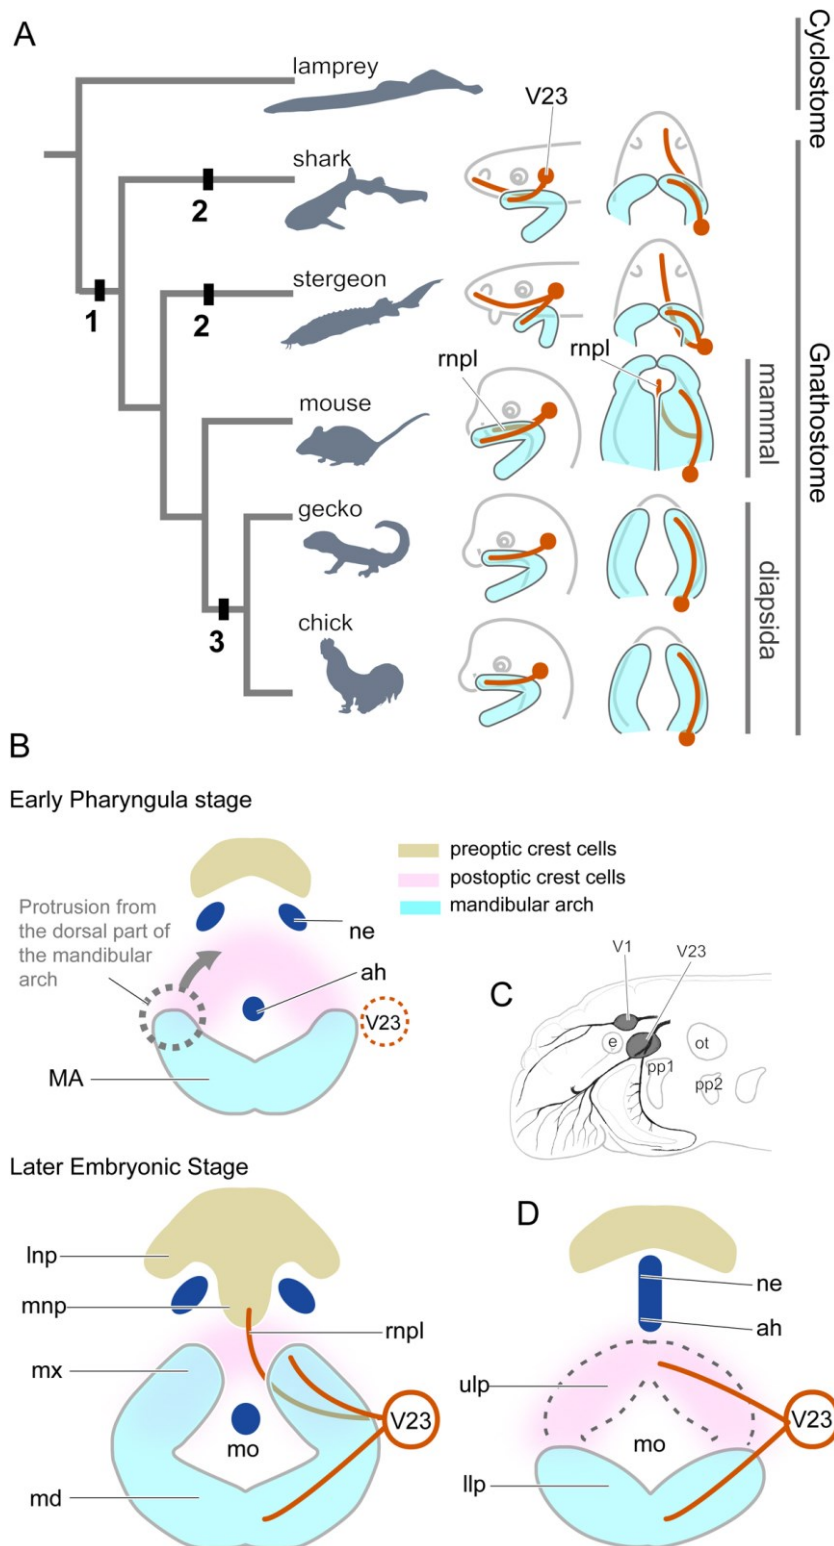 A
lamprey
Cyclostome
V23
shark
2
stergeon
2
1
rnpl
rnpl
mouse
mammal
Gnathostome
gecko
3
chick
diapsida
B
Early Pharyngula stage
preoptic crest cells
postoptic crest cells
mandibular arch
Protrusion from
the dorsal part of
the mandibular
arch
ne
ah
V23
MA
C
V1
V23
e
ot
pp1
pp2
Later Embryonic Stage
lnp
mnp
rnpl
mx
V23
mo
md
D
ne
ah
ulp
V23
mo
llp